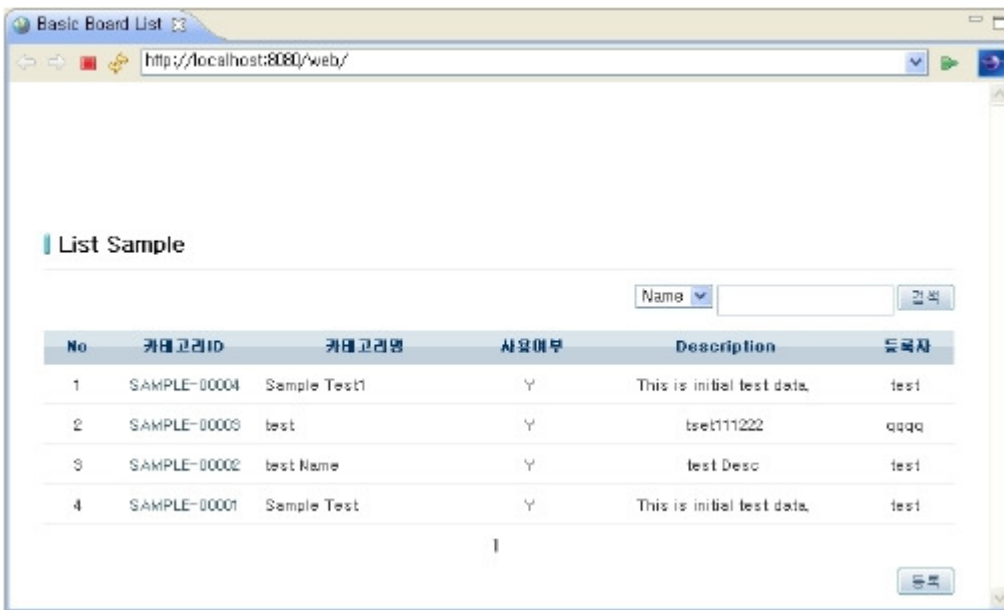 Basic Board List
http://localhost:8080/web/
List Sample
Name 검색
No 카테고리ID 카테고리명 사용여부 Description 등록자
1 SAMPLE-00004 Sample Test1 Y This is initial test data. test
2 SAMPLE-00003 test Y tset111222 qqqq
3 SAMPLE-00002 test Name Y test Desc test
4 SAMPLE-00001 Sample Test Y This is initial test data. test
1
등록